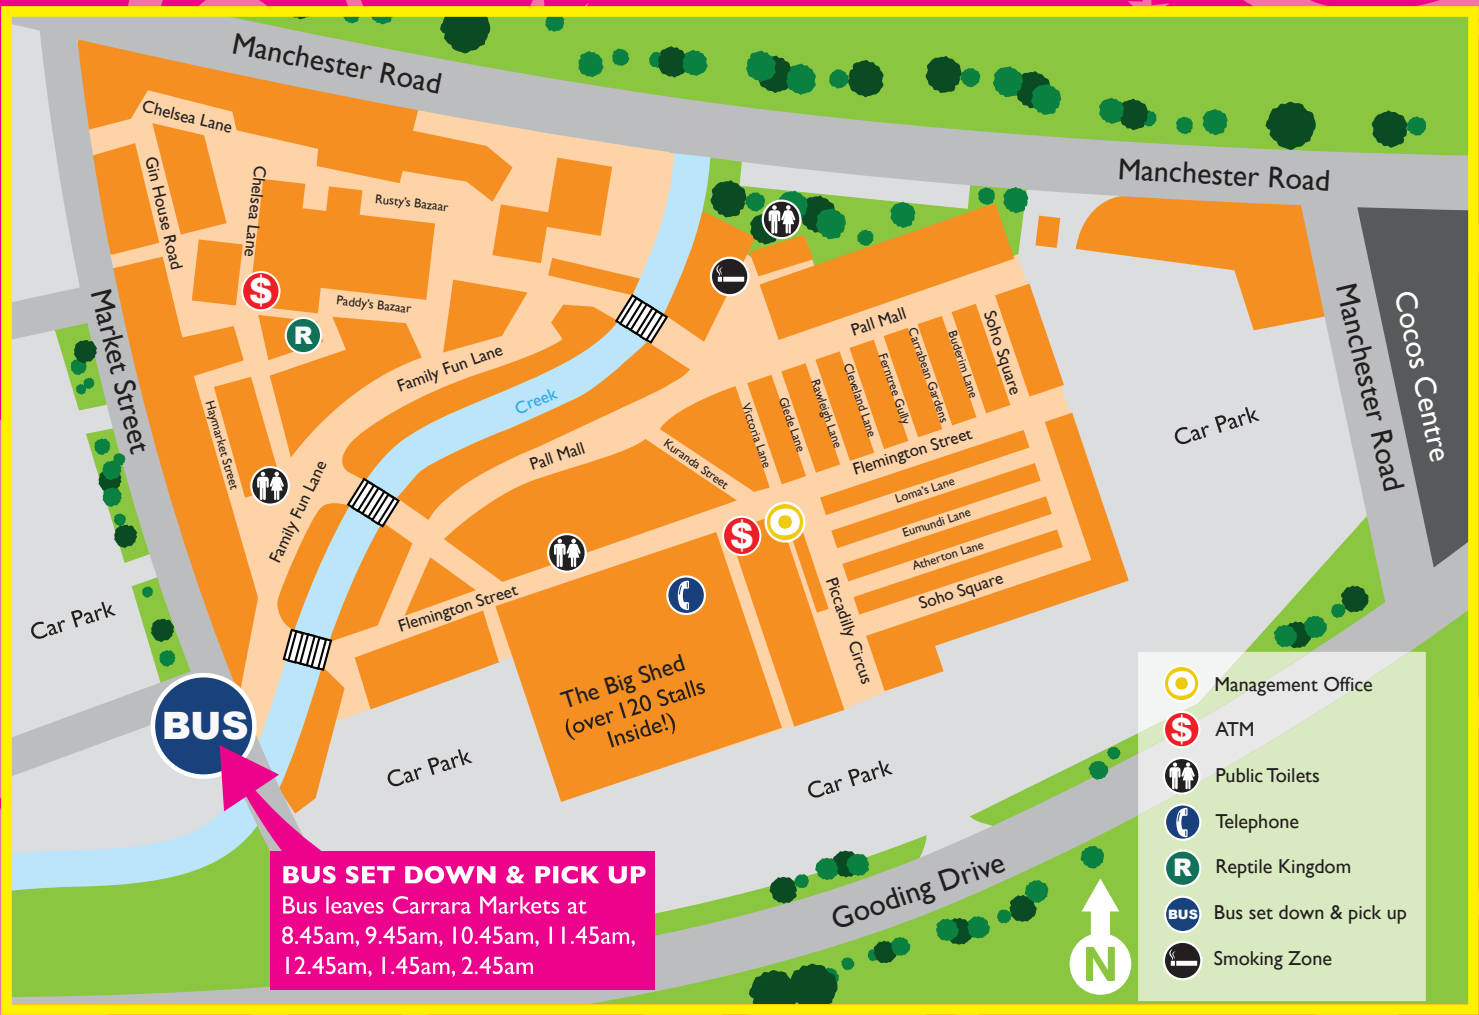 Manchester Road
Chelsea Lane
Gin House Road
Chelsea Lane
Rusty's Bazaar
Manchester Road
$
Paddy's Bazaar
R
Market Street
Family Fun Lane
Creek
Pall Mall
Soho Square
Buderim Lane
Carrabean Gardens
Ferntree Gully
Cleveland Lane
Rawleigh Lane
Glede Lane
Victoria Lane
Manchester Road
Cocos Centre
Car Park
Haymarket Street
Pall Mall
Kuranda Street
Flemington Street
Family Fun Lane
Loma's Lane
Eumundi Lane
Atherton Lane
Soho Square
$
Piccadilly Circus
Flemington Street
Car Park
The Big Shed
(over 120 Stalls
Inside!)
BUS
Car Park
Car Park
Gooding Drive
BUS SET DOWN & PICK UP
Bus leaves Carrara Markets at
8.45am, 9.45am, 10.45am, 11.45am,
12.45am, 1.45am, 2.45am
N
Management Office
$ ATM
Public Toilets
Telephone
R Reptile Kingdom
BUS Bus set down & pick up
Smoking Zone